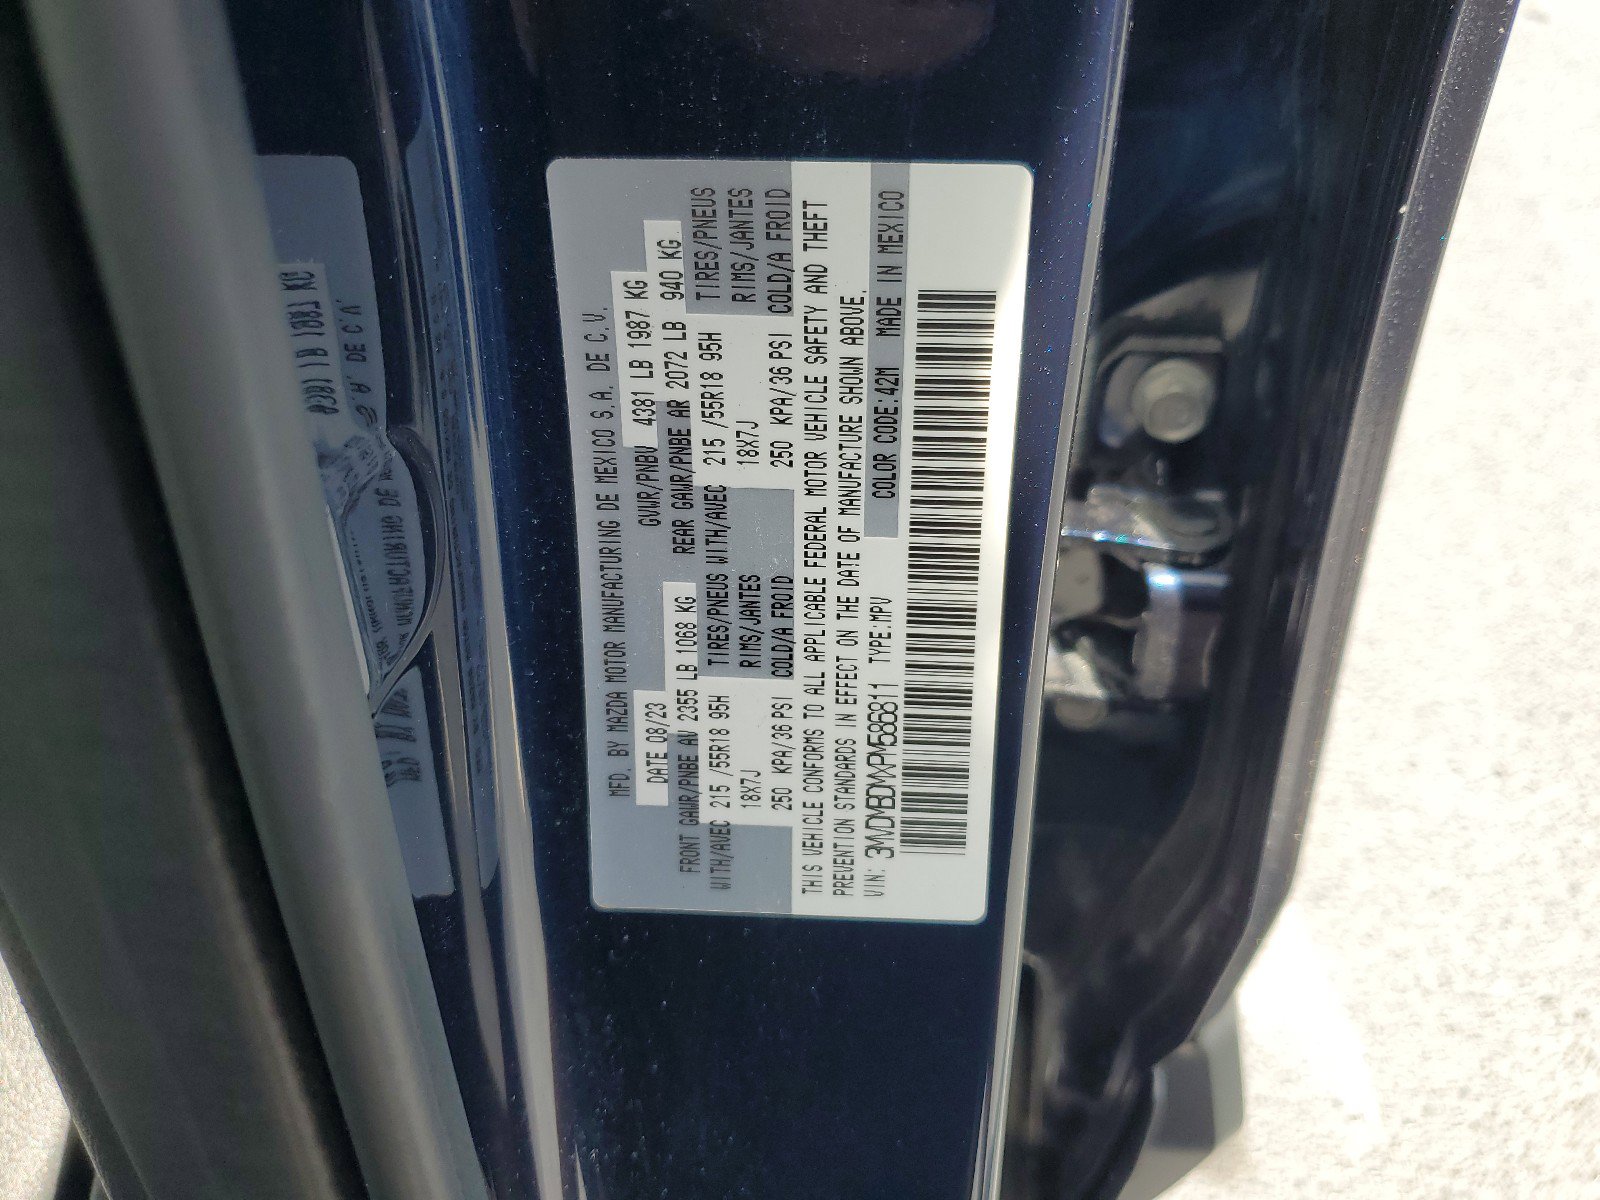 MFD. BY MAZDA MOTOR MANUFACTURING DE MEXICO S.A. DE C.V.
DATE 08/23 GVWR/PNBV 4381 LB 1987 KG
FRONT GAWR/PNBE AV 2355 LB 1068 KG REAR GAWR/PNBE AR 2072 LB 940 KG
WITH/AVEC 215 /55R18 95H TIRES/PNEUS WITH/AVEC 215 /55R18 95H TIRES/PNEUS
18X7J RIMS/JANTES 18X7J RIMS/JANTES
250 KPA/36 PSI COLD/A FROID 250 KPA/36 PSI COLD/A FROID
THIS VEHICLE CONFORMS TO ALL APPLICABLE FEDERAL MOTOR VEHICLE SAFETY AND THEFT
PREVENTION STANDARDS IN EFFECT ON THE DATE OF MANUFACTURE SHOWN ABOVE.
VIN: 3MVDMBDMXPM586811 TYPE:MPV COLOR CODE:42M MADE IN MEXICO